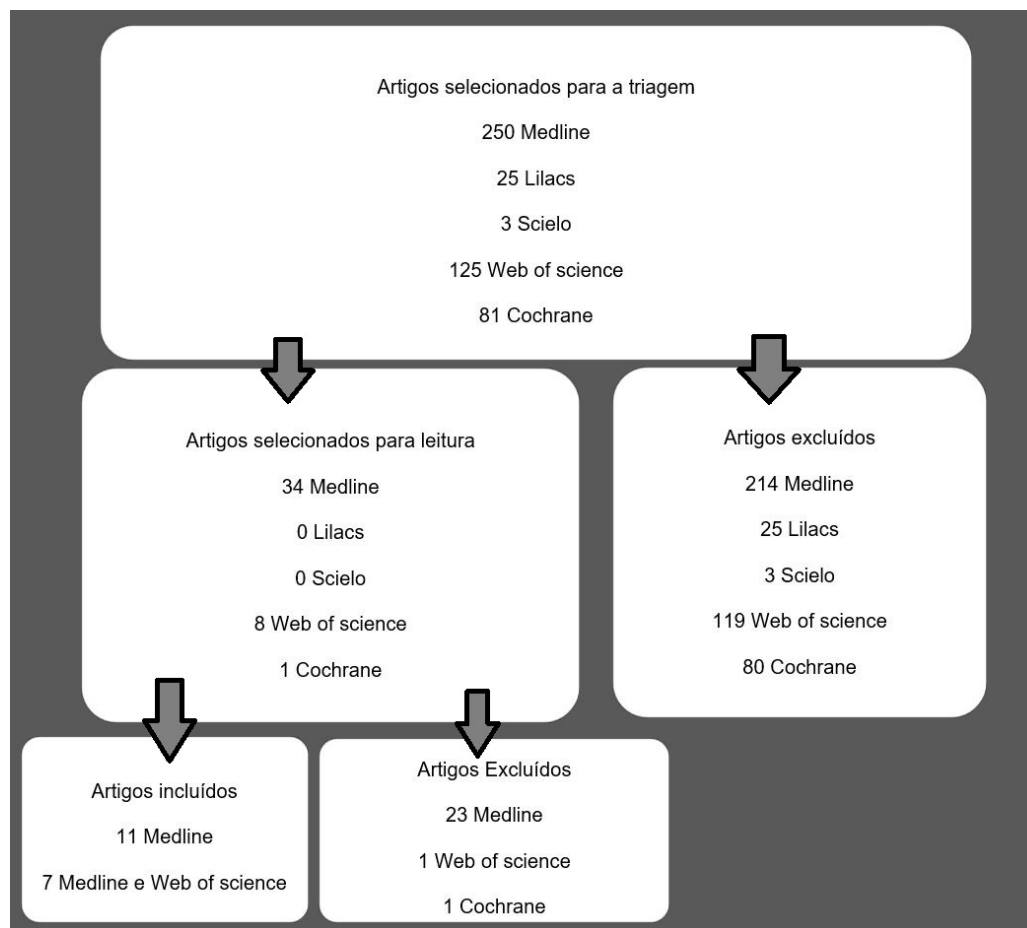 Artigos selecionados para a triagem
250 Medline
25 Lilacs
3 Scielo
125 Web of science
81 Cochrane
Artigos selecionados para leitura
34 Medline
0 Lilacs
0 Scielo
8 Web of science
1 Cochrane
Artigos excluídos
214 Medline
25 Lilacs
3 Scielo
119 Web of science
80 Cochrane
Artigos incluídos
11 Medline
7 Medline e Web of science
Artigos Excluídos
23 Medline
1 Web of science
1 Cochrane